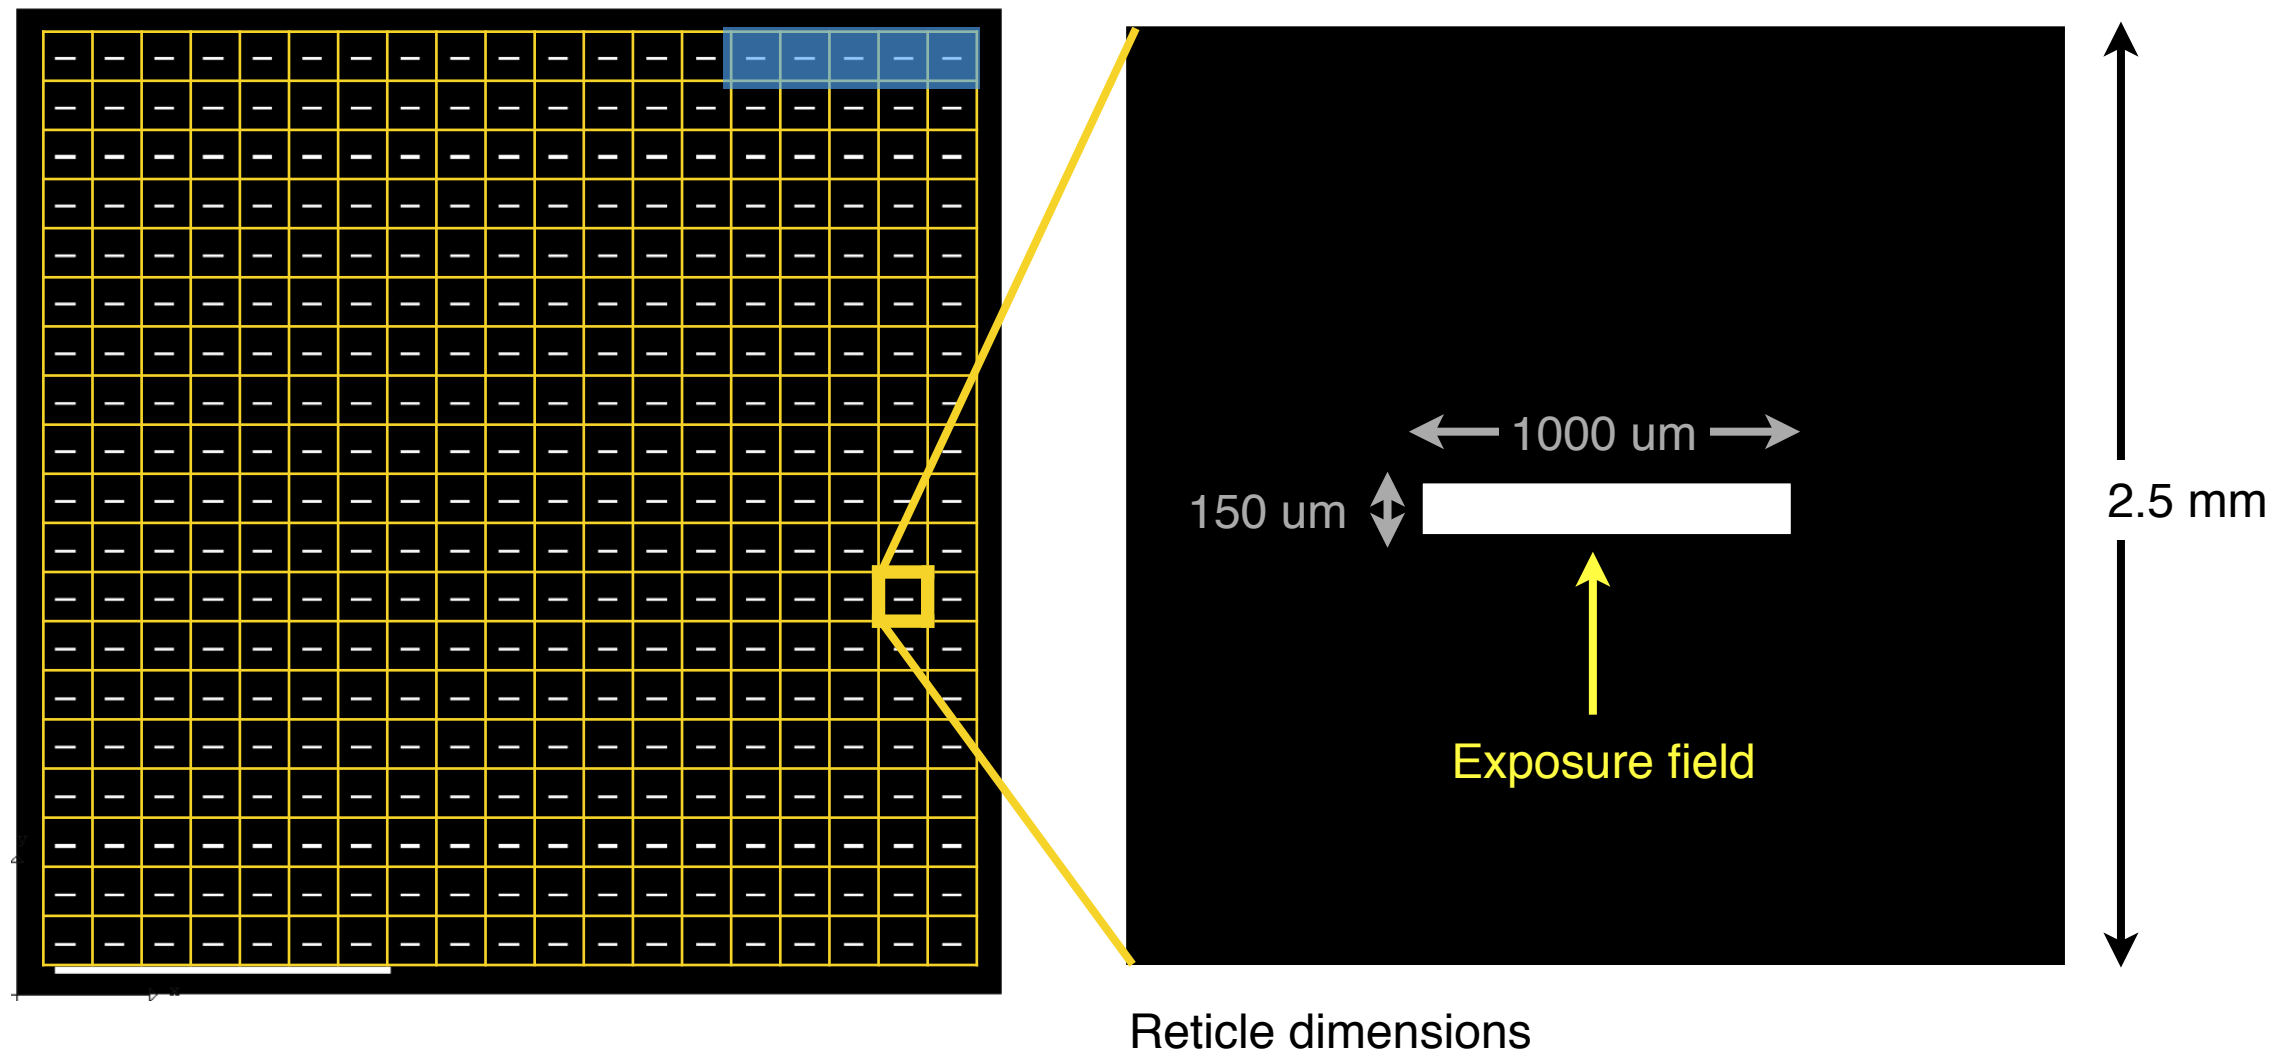 1000 um
150 um
2.5 mm
Exposure field
y
x
Reticle dimensions